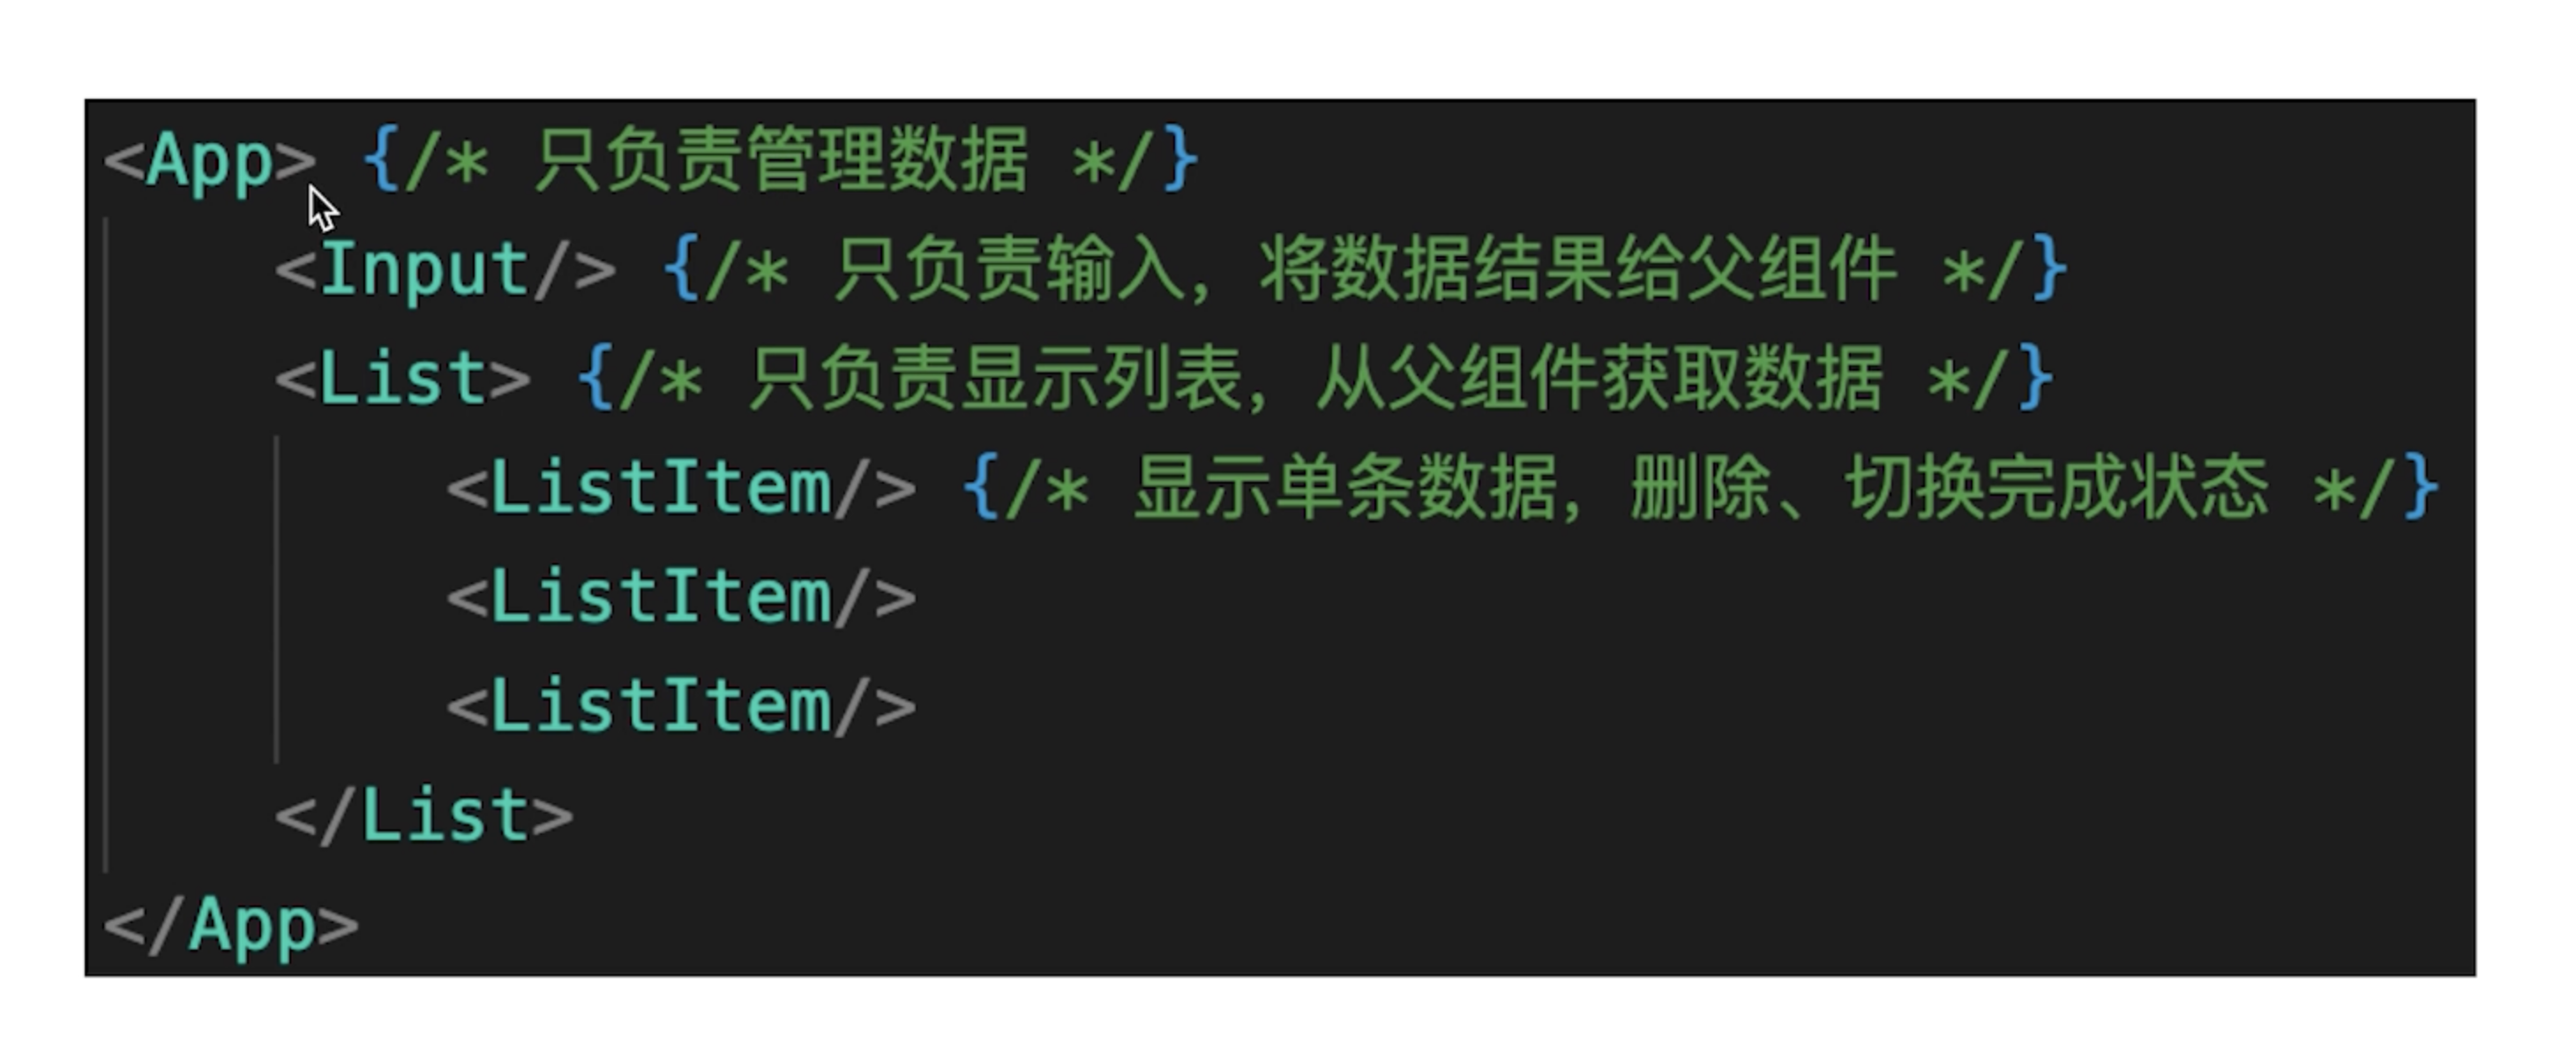 <App> {/* 只负责管理数据 */}
<Input/> {/* 只负责输入，将数据结果给父组件 */}
<List> {/* 只负责显示列表，从父组件获取数据 */}
<ListItem/> {/* 显示单条数据，删除、切换完成状态 */}
<ListItem/>
<ListItem/>
</List>
</App>